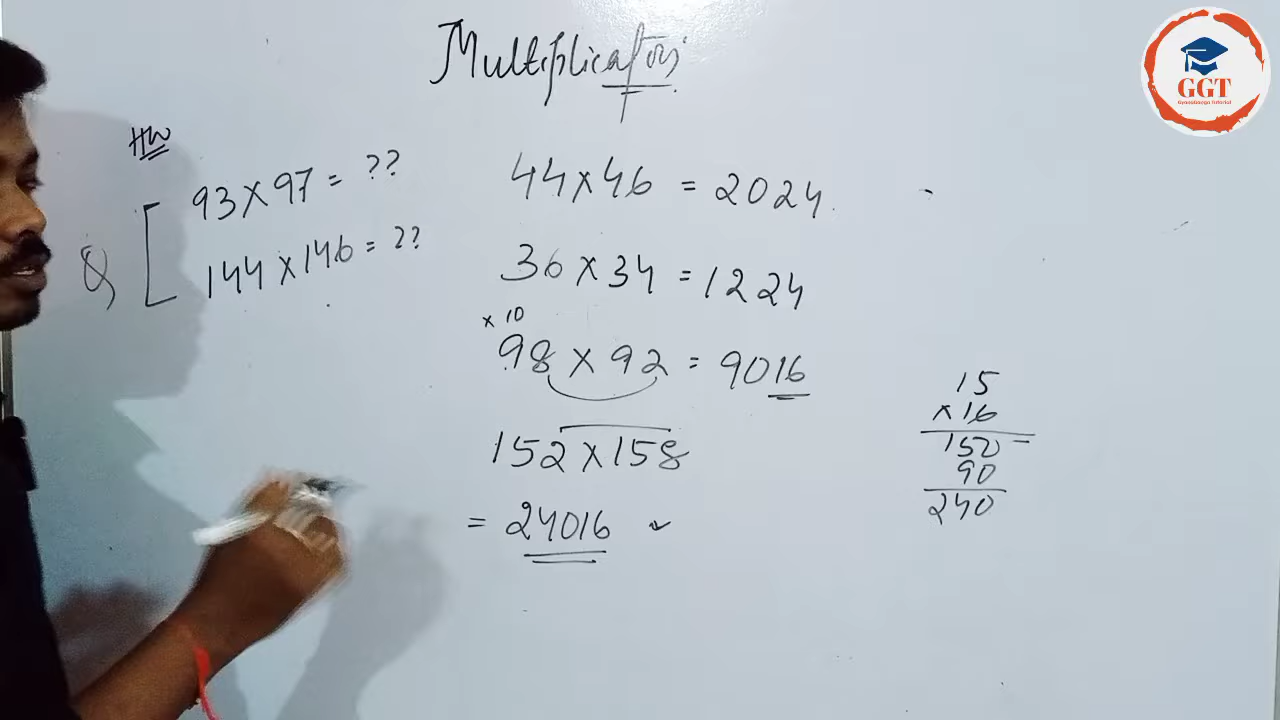 Multiplication
HW
Q
93×97 = ??
144×146 = ??
44×46 = 2024.
36×34 = 1224
×10
98×92 = 9016
152×158
= 24016
15
×16
150
90
240
GGT